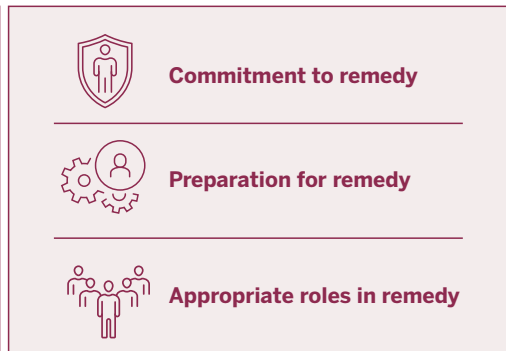 Commitment to remedy
Preparation for remedy
Appropriate roles in remedy